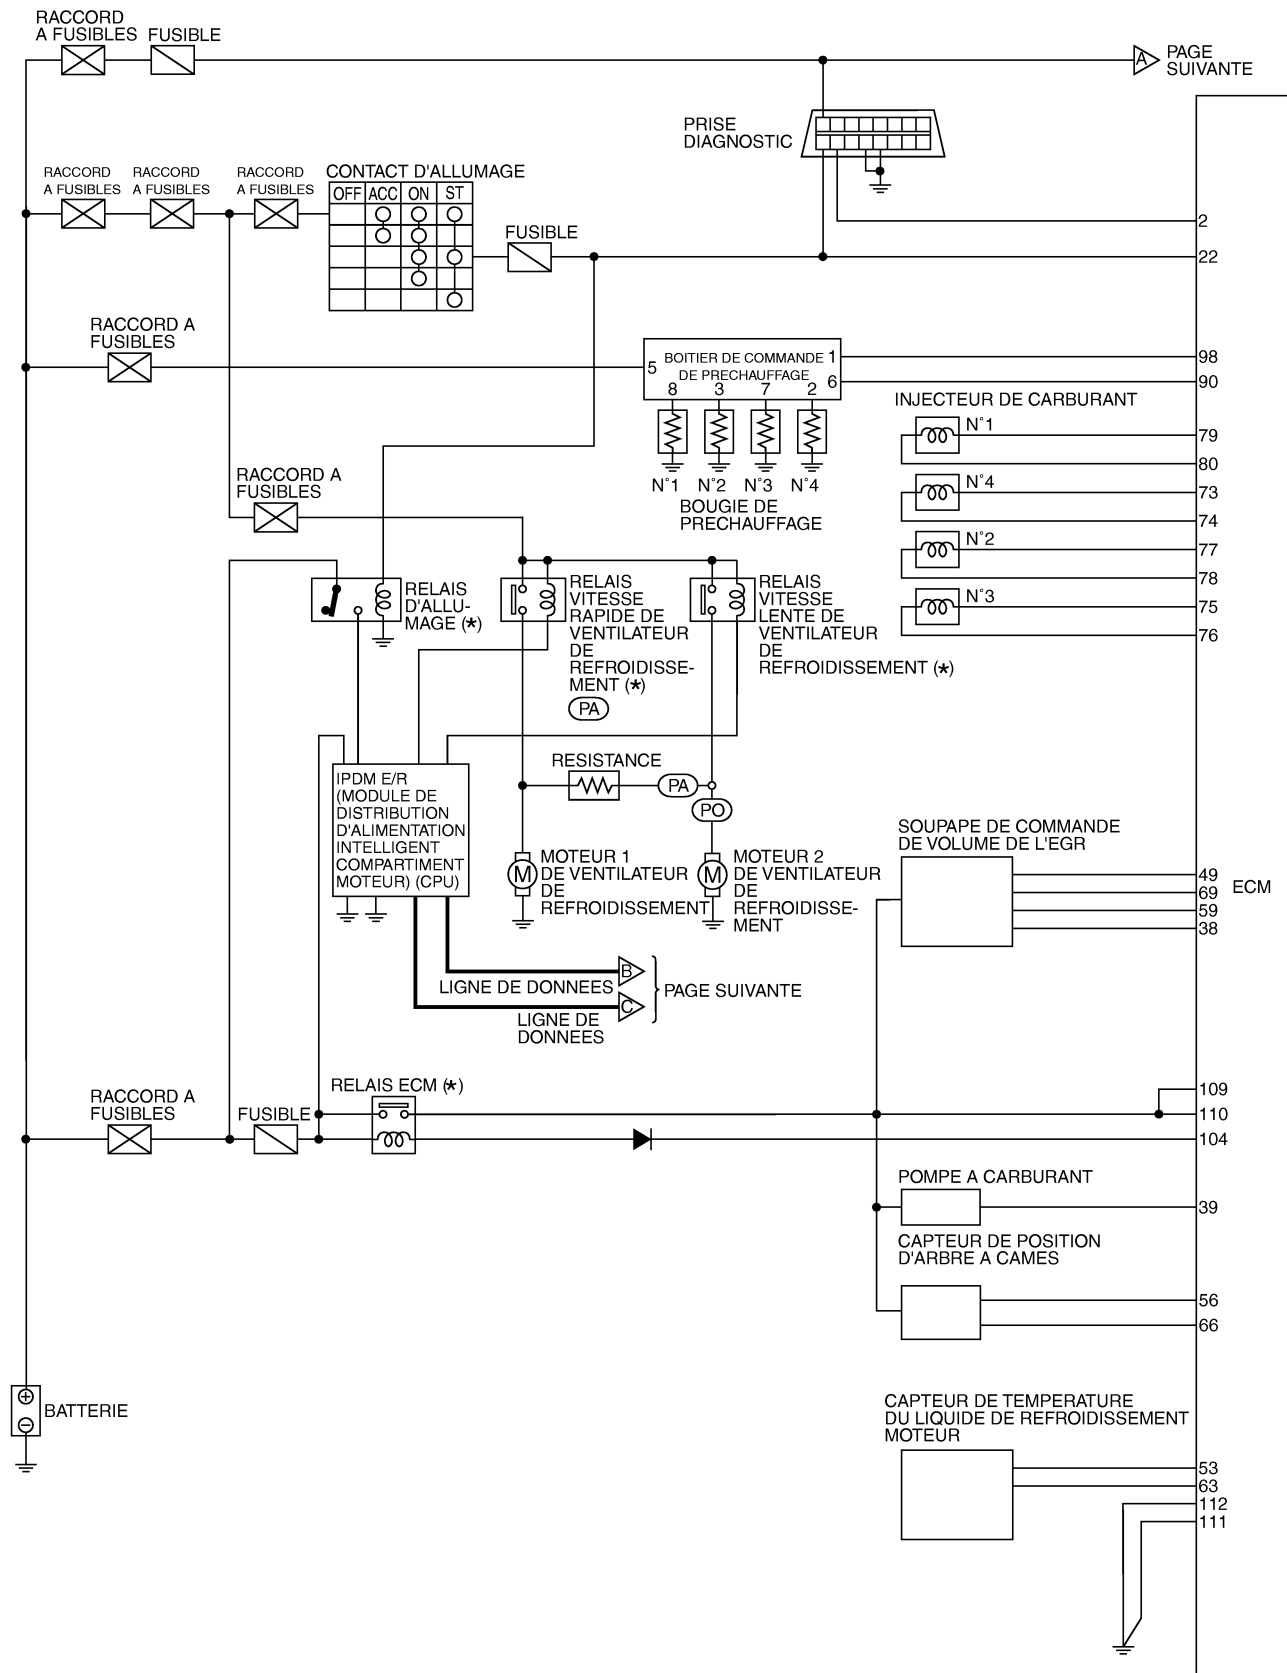 RACCORD
A FUSIBLES
FUSIBLE
A
PAGE
SUIVANTE
PRISE
DIAGNOSTIC
RACCORD
A FUSIBLES
RACCORD
A FUSIBLES
RACCORD
A FUSIBLES
CONTACT D'ALLUMAGE
OFF ACC ON ST
FUSIBLE
2
22
RACCORD A
FUSIBLES
5
BOITIER DE COMMANDE
DE PRECHAUFFAGE
1
6
8 3 7 2
98
90
N°1 N°2 N°3 N°4
BOUGIE DE
PRECHAUFFAGE
INJECTEUR DE CARBURANT
N°1
79
80
N°4
73
74
N°2
77
78
N°3
75
76
RACCORD A
FUSIBLES
RELAIS
D'ALLU-
MAGE (*)
RELAIS
VITESSE
RAPIDE DE
VENTILATEUR
DE
REFROIDISSE-
MENT (*)
PA
RELAIS
VITESSE
LENTE DE
VENTILATEUR
DE
REFROIDISSEMENT (*)
RESISTANCE
PA
PO
IPDM E/R
(MODULE DE
DISTRIBUTION
D'ALIMENTATION
INTELLIGENT
COMPARTIMENT
MOTEUR) (CPU)
M
MOTEUR 1
DE VENTILATEUR
DE
REFROIDISSEMENT
M
MOTEUR 2
DE VENTILATEUR
DE
REFROIDISSE-
MENT
SOUPAPE DE COMMANDE
DE VOLUME DE L'EGR
49
69
59
38
ECM
B
LIGNE DE DONNEES
C
LIGNE DE
DONNEES
PAGE SUIVANTE
RELAIS ECM (*)
RACCORD A
FUSIBLES
FUSIBLE
109
110
104
POMPE A CARBURANT
39
CAPTEUR DE POSITION
D'ARBRE A CAMES
56
66
+
−
BATTERIE
CAPTEUR DE TEMPERATURE
DU LIQUIDE DE REFROIDISSEMENT
MOTEUR
53
63
112
111